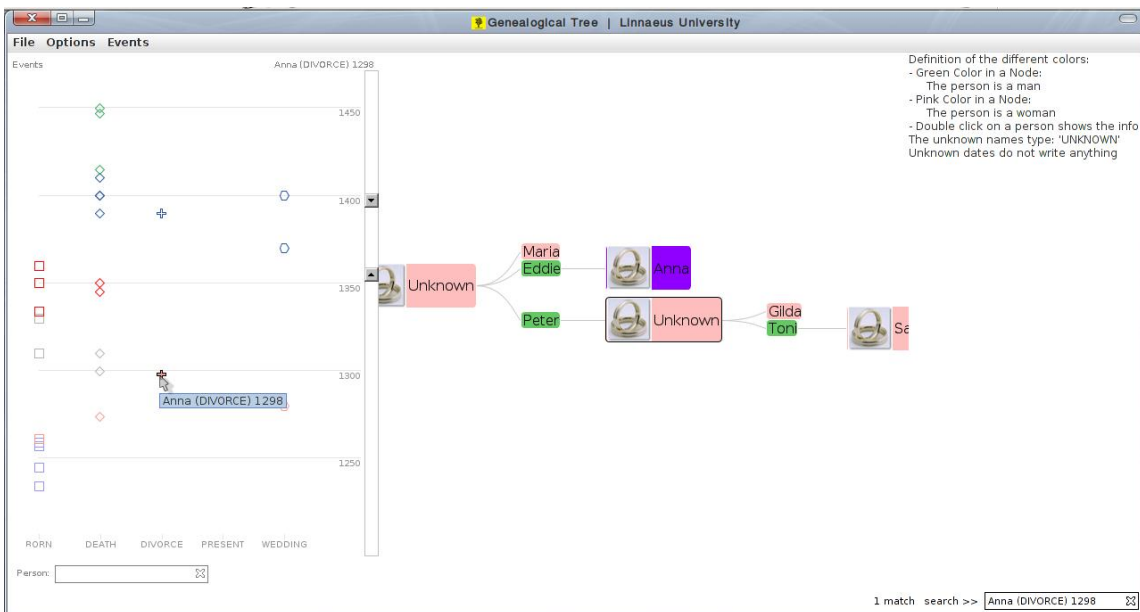 Genealogical Tree | Linnaeus University
File Options Events
Events
Anna (DIVORCE) 1298
1450
1400
1350
1300
1250
Anna (DIVORCE) 1298
RORN DEATH DIVORCE PRESENT WEDDING
Person:
Unknown
Maria
Eddie
Anna
Peter
Unknown
Gilda
Toni
Sa
Definition of the different colors:
- Green Color in a Node:
The person is a man
- Pink Color in a Node:
The person is a woman
- Double click on a person shows the info
The unknown names type: 'UNKNOWN'
Unknown dates do not write anything
1 match search >> Anna (DIVORCE) 1298